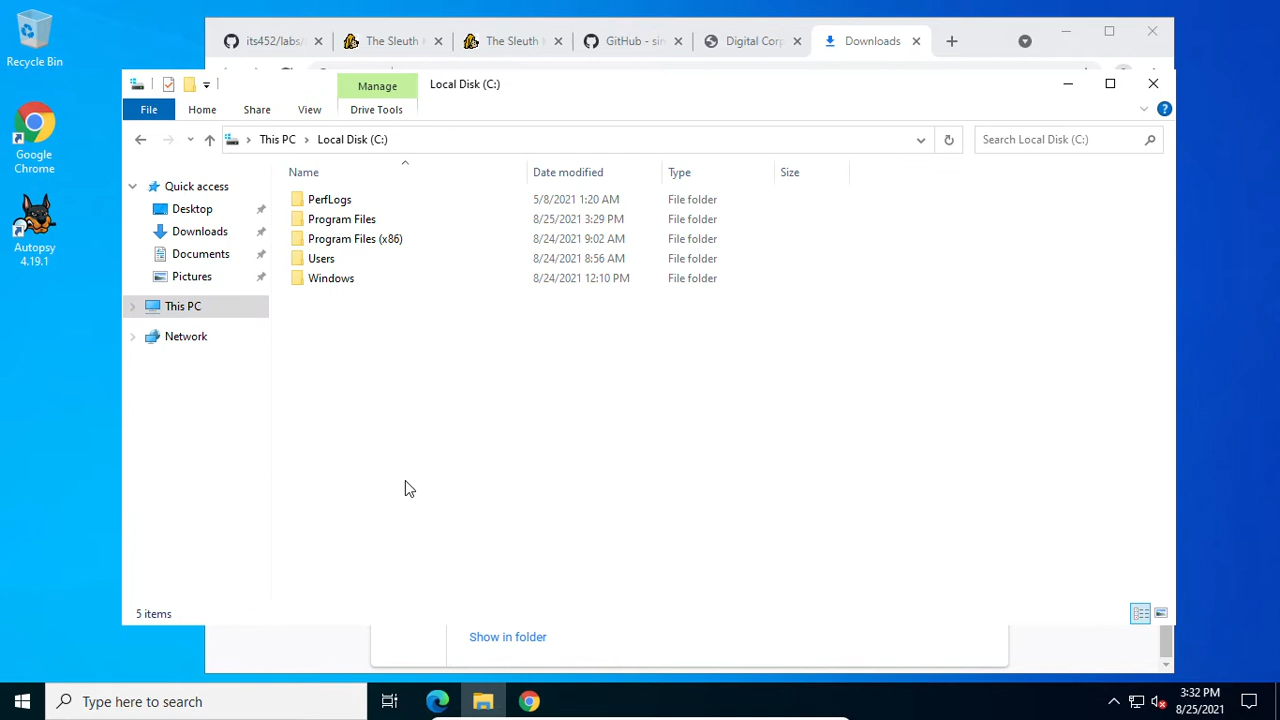 Recycle Bin
Google Chrome
Autopsy 4.19.1
its452/labs/
The Sleuth K
The Sleuth K
GitHub - sin
Digital Corp
Downloads
Manage
Local Disk (C:)
File
Home
Share
View
Drive Tools
This PC
Local Disk (C:)
Search Local Disk (C:)
Name
Date modified
Type
Size
Quick access
Desktop
Downloads
Documents
Pictures
This PC
Network
PerfLogs 5/8/2021 1:20 AM File folder
Program Files 8/25/2021 3:29 PM File folder
Program Files (x86) 8/24/2021 9:02 AM File folder
Users 8/24/2021 8:56 AM File folder
Windows 8/24/2021 12:10 PM File folder
5 items
Show in folder
Type here to search
3:32 PM
8/25/2021